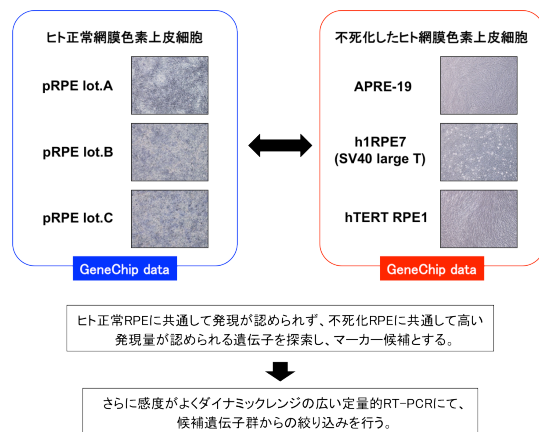 ヒト正常網膜色素上皮細胞
pRPE lot.A
pRPE lot.B
pRPE lot.C
GeneChip data
不死化したヒト網膜色素上皮細胞
APRE-19
h1RPE7
(SV40 large T)
hTERT RPE1
GeneChip data
ヒト正常RPEに共通して発現が認められず、不死化RPEに共通して高い
発現量が認められる遺伝子を探索し、マーカー候補とする。
さらに感度がよくダイナミックレンジの広い定量的RT-PCRにて、
候補遺伝子群からの絞り込みを行う。